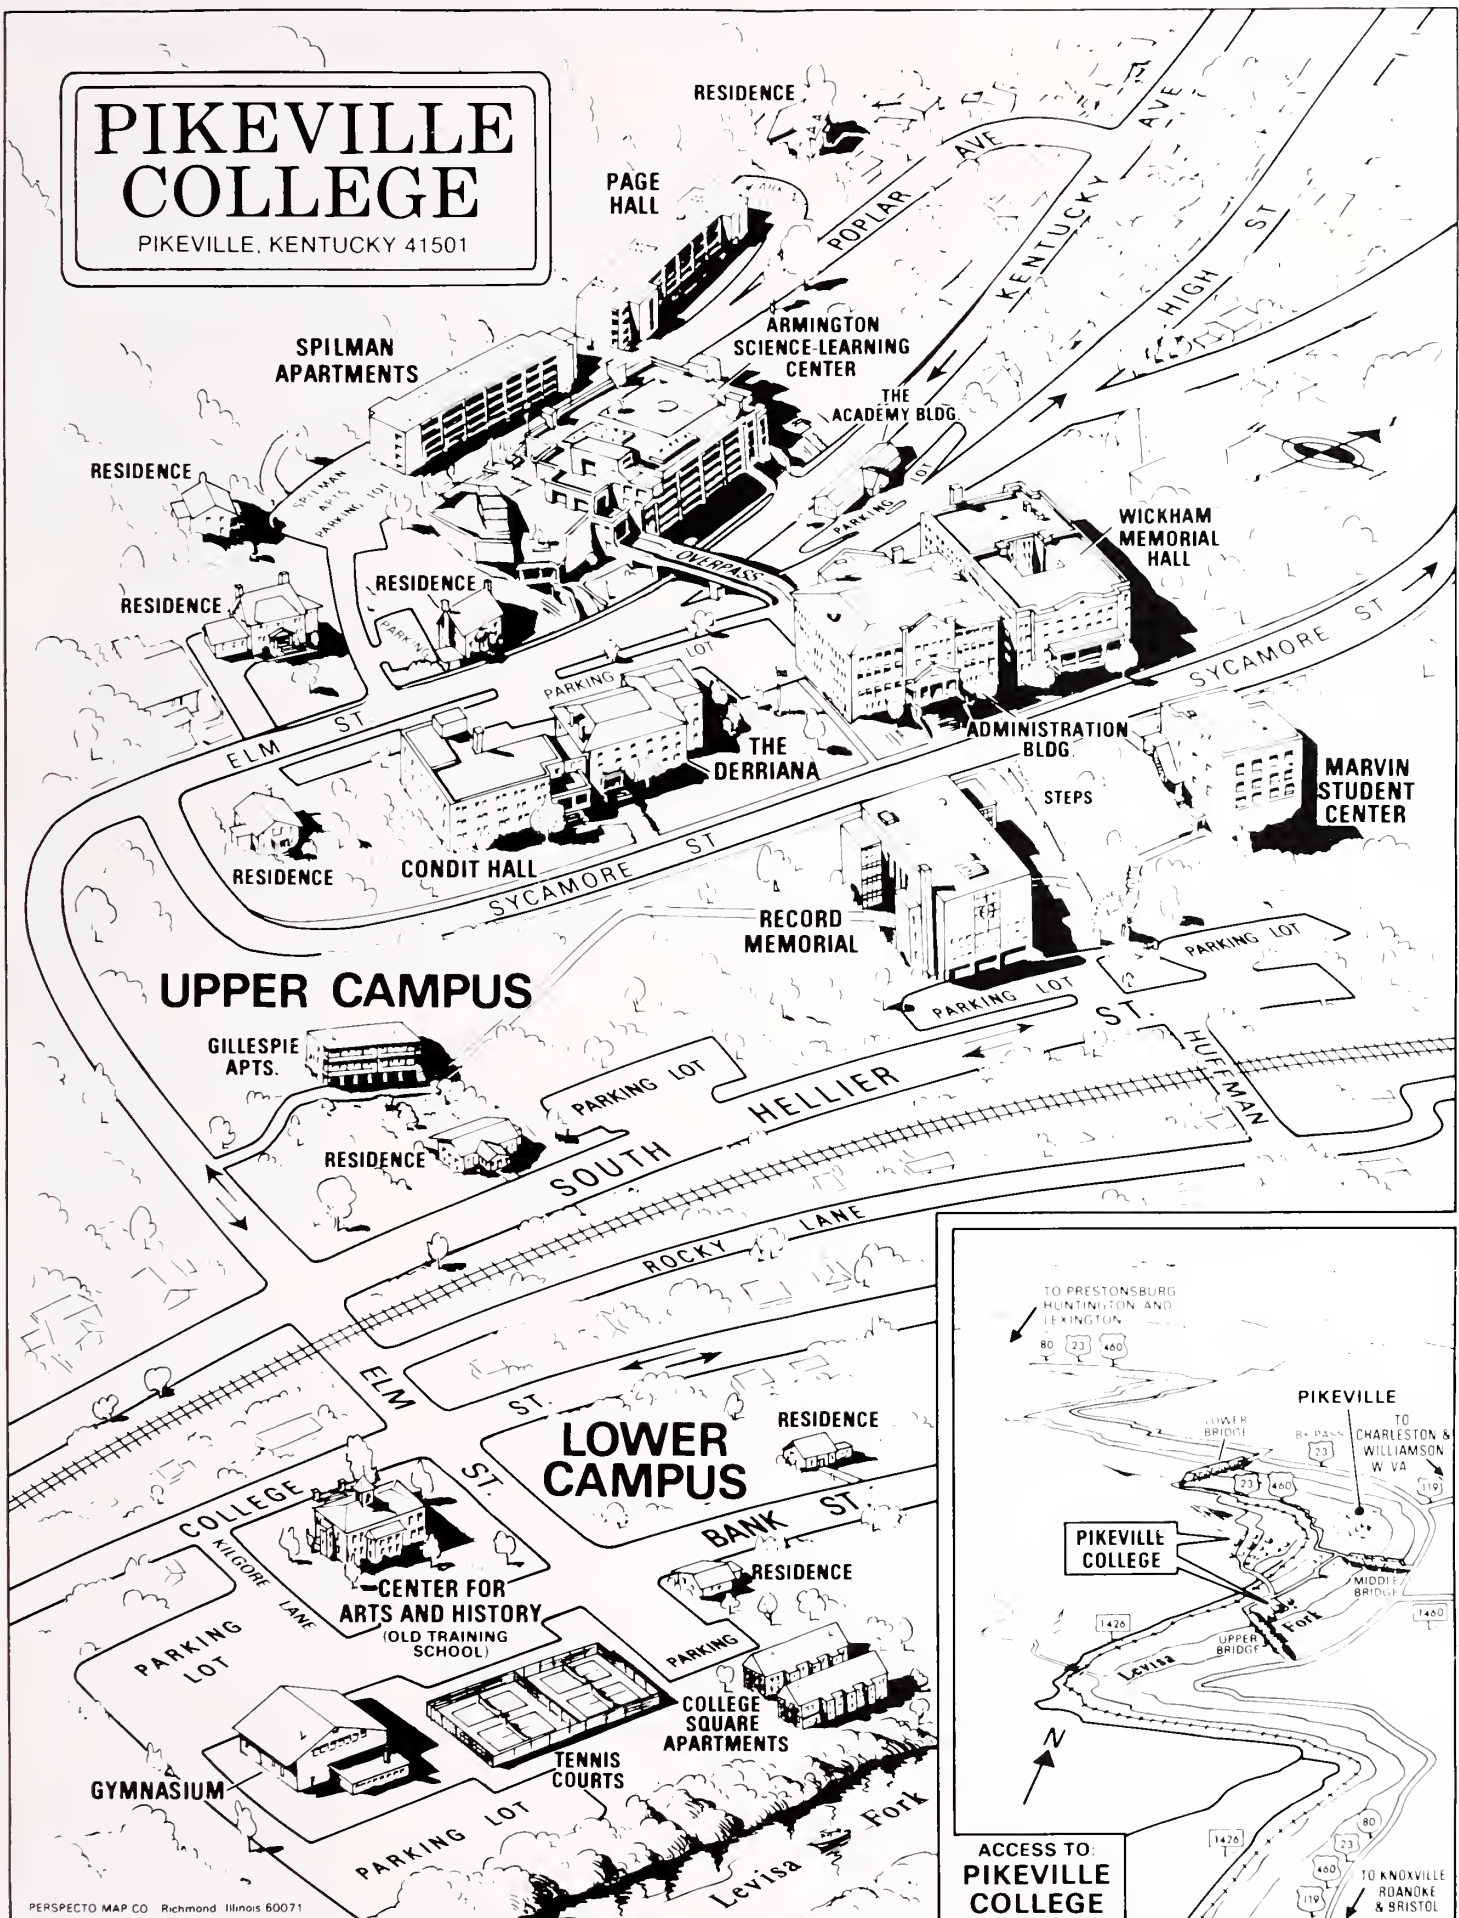 PIKEVILLE
COLLEGE
PIKEVILLE, KENTUCKY 41501
RESIDENCE
PAGE
HALL
POPLAR AVE
KENTUCKY AVE
HIGH ST
SPILMAN
APARTMENTS
ARMINGTON
SCIENCE-LEARNING
CENTER
THE
ACADEMY BLDG.
RESIDENCE
SPILMAN
APTS
PARKING LOT
PARKING LOT
WICKHAM
MEMORIAL
HALL
OVERPASS
RESIDENCE
RESIDENCE
PARKING
PARKING LOT
SYCAMORE ST
ELM ST
THE
DERRIANA
ADMINISTRATION
BLDG.
MARVIN
STUDENT
CENTER
STEPS
RESIDENCE
CONDIT HALL
SYCAMORE ST
RECORD
MEMORIAL
PARKING LOT
PARKING LOT
UPPER CAMPUS
GILLESPIE
APTS.
PARKING LOT
SOUTH HELLIER ST.
HUFFMAN
RESIDENCE
ROCKY LANE
ELM ST.
COLLEGE ST.
LOWER
CAMPUS
RESIDENCE
BANK ST.
KILGORE LANE
CENTER FOR
ARTS AND HISTORY
(OLD TRAINING
SCHOOL)
RESIDENCE
PARKING
LOT
PARKING
COLLEGE
SQUARE
APARTMENTS
TENNIS
COURTS
GYMNASIUM
PARKING LOT
Levisa Fork
PERSPECTO MAP CO Richmond Illinois 60071
TO PRESTONSBURG
HUNTINGTON AND
LEXINGTON
80 23 460
PIKEVILLE
LOWER
BRIDGE
BY PASS
23
TO
CHARLESTON &
WILLIAMSON
W VA
119
23 460
PIKEVILLE
COLLEGE
MIDDLE
BRIDGE
1460
1426
UPPER
BRIDGE
Levisa Fork
N
1426
80
23
460
119
TO KNOXVILLE
ROANOKE
& BRISTOL
ACCESS TO:
PIKEVILLE
COLLEGE